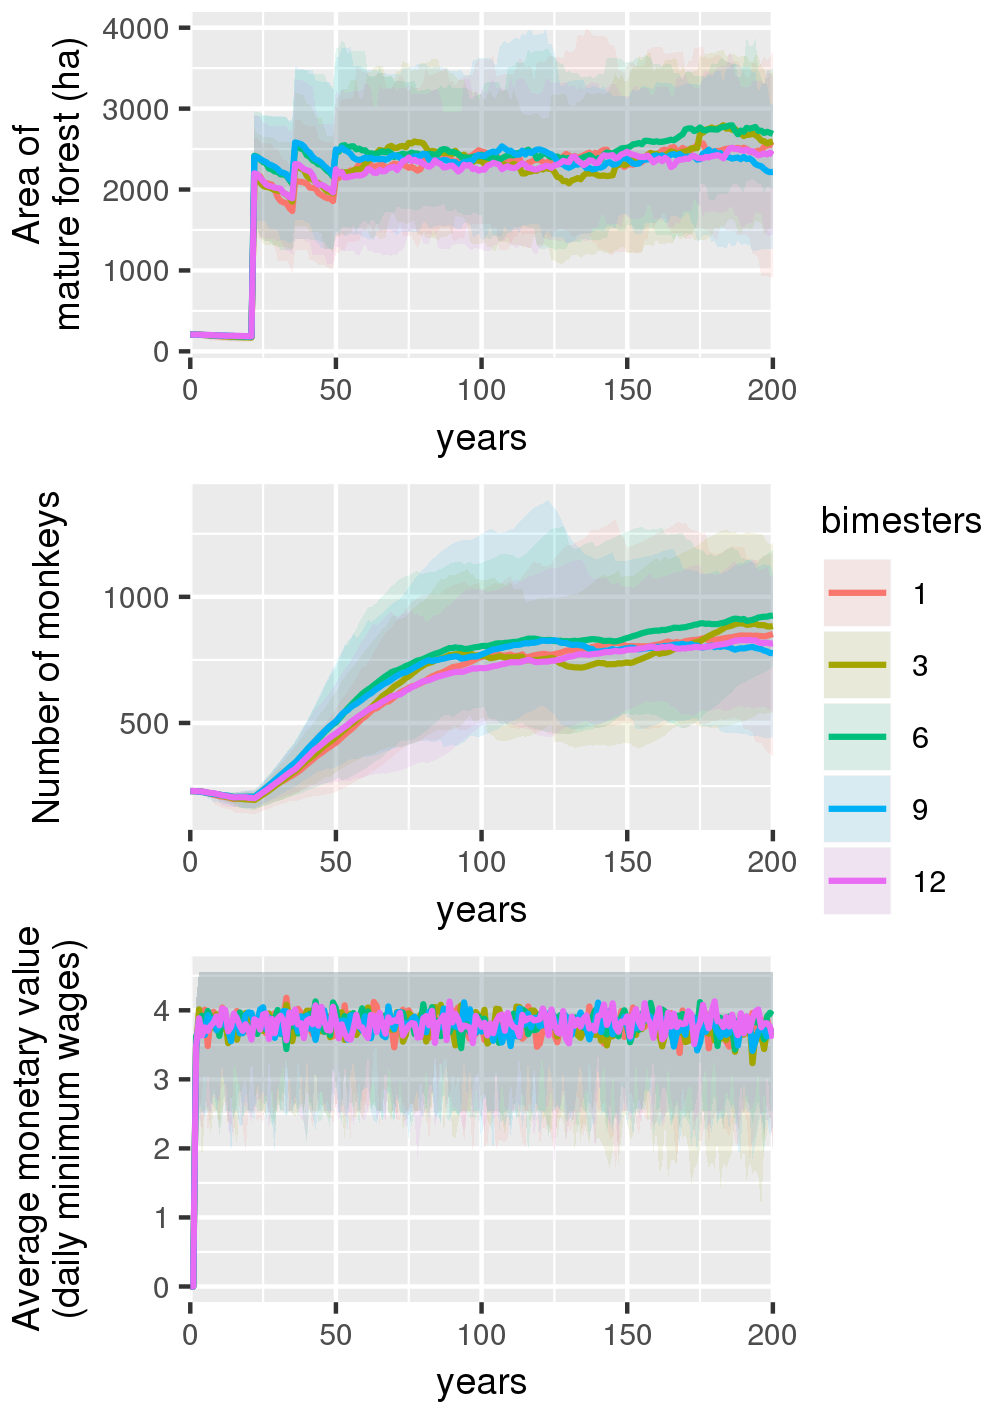 Area of
mature forest (ha)
4000
3000
2000
1000
0
0 50 100 150 200
years
Number of monkeys
1000
500
0 50 100 150 200
years
bimesters
1
3
6
9
12
Average monetary value
(daily minimum wages)
4
3
2
1
0
0 50 100 150 200
years